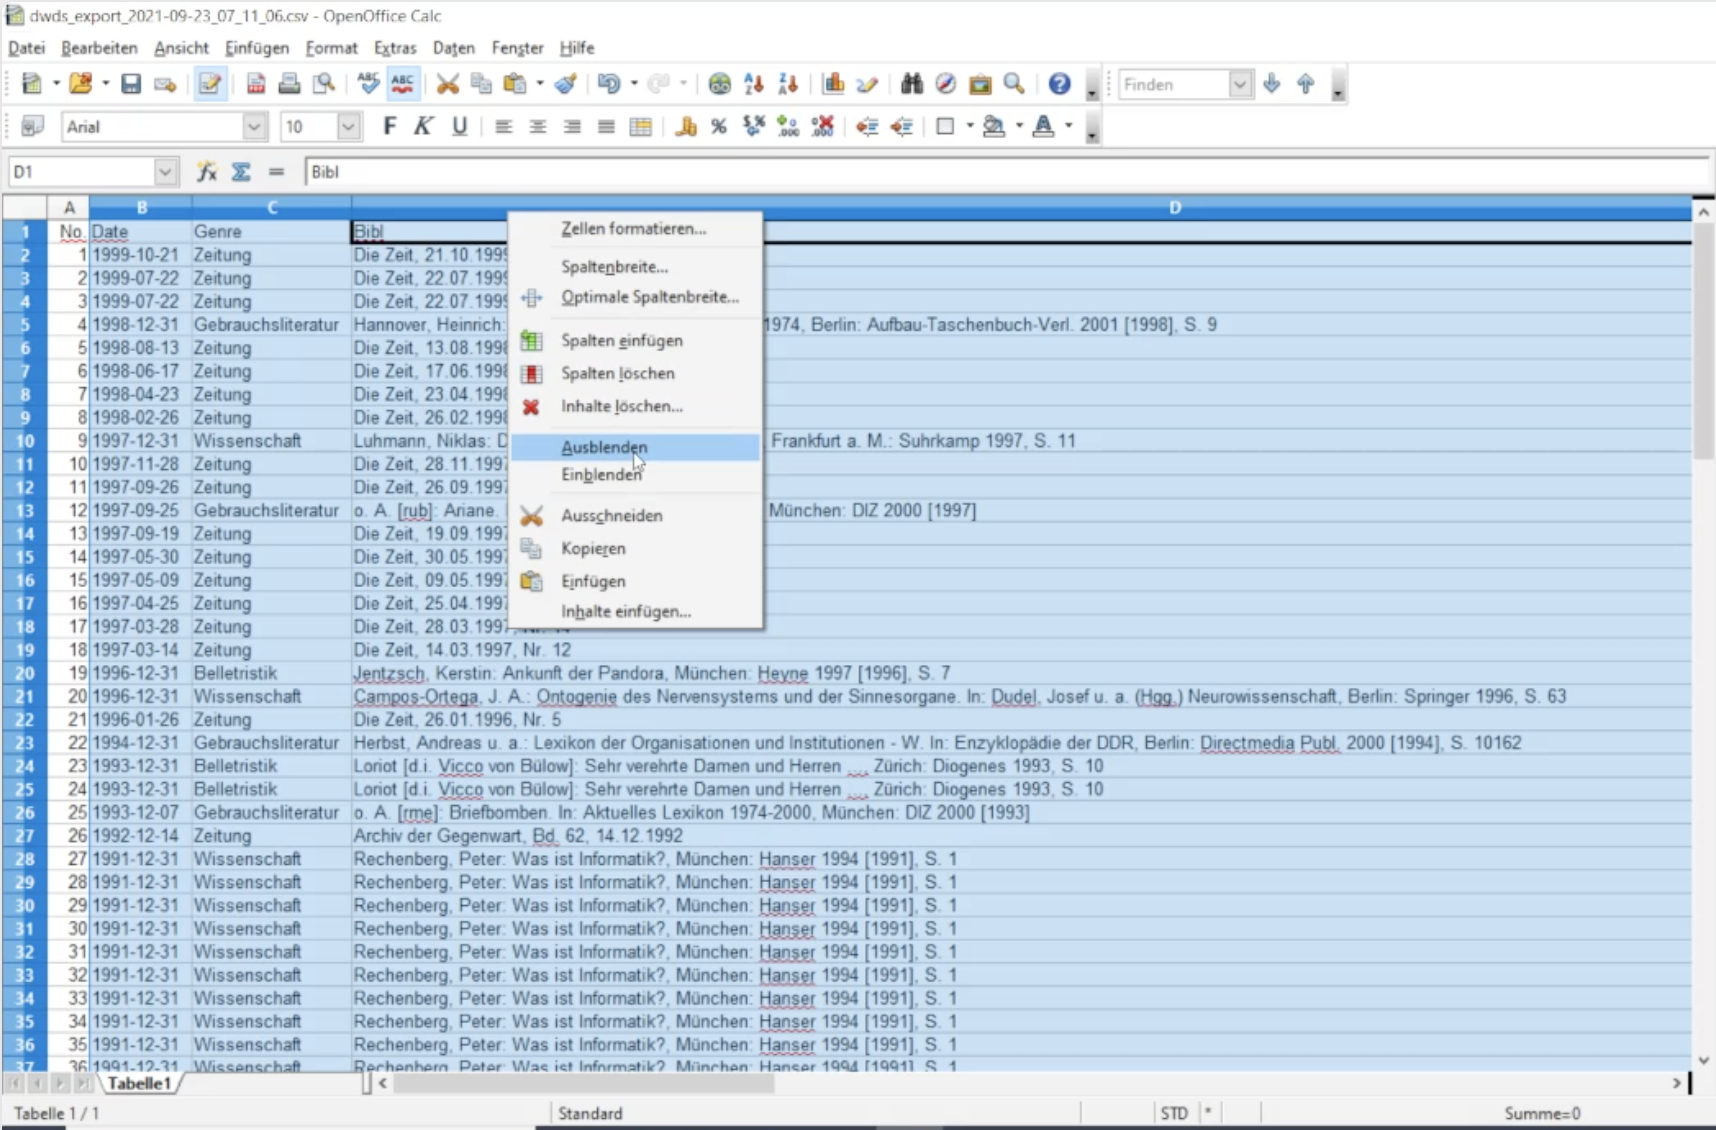 dwds_export_2021-09-23_07_11_06.csv - OpenOffice Calc
Datei Bearbeiten Ansicht Einfügen Format Extras Daten Fenster Hilfe
ABC ABC Finden
Arial 10 F K U %
D1 = Bibl
A B C D
1 No. Date Genre Bibl
2 1 1999-10-21 Zeitung Die Zeit, 21.10.1999
3 2 1999-07-22 Zeitung Die Zeit, 22.07.1999
4 3 1999-07-22 Zeitung Die Zeit, 22.07.1999
5 4 1998-12-31 Gebrauchsliteratur Hannover, Heinrich: 1974, Berlin: Aufbau-Taschenbuch-Verl. 2001 [1998], S. 9
6 5 1998-08-13 Zeitung Die Zeit, 13.08.1998
7 6 1998-06-17 Zeitung Die Zeit, 17.06.1998
8 7 1998-04-23 Zeitung Die Zeit, 23.04.1998
9 8 1998-02-26 Zeitung Die Zeit, 26.02.1998
10 9 1997-12-31 Wissenschaft Luhmann, Niklas: D , Frankfurt a. M.: Suhrkamp 1997, S. 11
11 10 1997-11-28 Zeitung Die Zeit, 28.11.1997
12 11 1997-09-26 Zeitung Die Zeit, 26.09.1997
13 12 1997-09-25 Gebrauchsliteratur o. A. [rub]: Ariane. München: DIZ 2000 [1997]
14 13 1997-09-19 Zeitung Die Zeit, 19.09.1997
15 14 1997-05-30 Zeitung Die Zeit, 30.05.1997
16 15 1997-05-09 Zeitung Die Zeit, 09.05.1997
17 16 1997-04-25 Zeitung Die Zeit, 25.04.1997
18 17 1997-03-28 Zeitung Die Zeit, 28.03.1997, Nr. 14
19 18 1997-03-14 Zeitung Die Zeit, 14.03.1997, Nr. 12
20 19 1996-12-31 Belletristik Jentzsch, Kerstin: Ankunft der Pandora, München: Heyne 1997 [1996], S. 7
21 20 1996-12-31 Wissenschaft Campos-Ortega, J. A.: Ontogenie des Nervensystems und der Sinnesorgane. In: Dudel, Josef u. a. (Hgg.) Neurowissenschaft, Berlin: Springer 1996, S. 63
22 21 1996-01-26 Zeitung Die Zeit, 26.01.1996, Nr. 5
23 22 1994-12-31 Gebrauchsliteratur Herbst, Andreas u. a.: Lexikon der Organisationen und Institutionen - W. In: Enzyklopädie der DDR, Berlin: Directmedia Publ. 2000 [1994], S. 10162
24 23 1993-12-31 Belletristik Loriot [d.i. Vicco von Bülow]: Sehr verehrte Damen und Herren ..., Zürich: Diogenes 1993, S. 10
25 24 1993-12-31 Belletristik Loriot [d.i. Vicco von Bülow]: Sehr verehrte Damen und Herren ..., Zürich: Diogenes 1993, S. 10
26 25 1993-12-07 Gebrauchsliteratur o. A. [rme]: Briefbomben. In: Aktuelles Lexikon 1974-2000, München: DIZ 2000 [1993]
27 26 1992-12-14 Zeitung Archiv der Gegenwart, Bd. 62, 14.12.1992
28 27 1991-12-31 Wissenschaft Rechenberg, Peter: Was ist Informatik?, München: Hanser 1994 [1991], S. 1
29 28 1991-12-31 Wissenschaft Rechenberg, Peter: Was ist Informatik?, München: Hanser 1994 [1991], S. 1
30 29 1991-12-31 Wissenschaft Rechenberg, Peter: Was ist Informatik?, München: Hanser 1994 [1991], S. 1
31 30 1991-12-31 Wissenschaft Rechenberg, Peter: Was ist Informatik?, München: Hanser 1994 [1991], S. 1
32 31 1991-12-31 Wissenschaft Rechenberg, Peter: Was ist Informatik?, München: Hanser 1994 [1991], S. 1
33 32 1991-12-31 Wissenschaft Rechenberg, Peter: Was ist Informatik?, München: Hanser 1994 [1991], S. 1
34 33 1991-12-31 Wissenschaft Rechenberg, Peter: Was ist Informatik?, München: Hanser 1994 [1991], S. 1
35 34 1991-12-31 Wissenschaft Rechenberg, Peter: Was ist Informatik?, München: Hanser 1994 [1991], S. 1
36 35 1991-12-31 Wissenschaft Rechenberg, Peter: Was ist Informatik?, München: Hanser 1994 [1991], S. 1
37 36 1991-12-31 Wissenschaft Rechenberg, Peter: Was ist Informatik?, München: Hanser 1994 [1991], S. 1
Zellen formatieren...
Spaltenbreite...
Optimale Spaltenbreite...
Spalten einfügen
Spalten löschen
Inhalte löschen...
Ausblenden
Einblenden
Ausschneiden
Kopieren
Einfügen
Inhalte einfügen...
Tabelle1
Tabelle 1 / 1 Standard STD * Summe=0